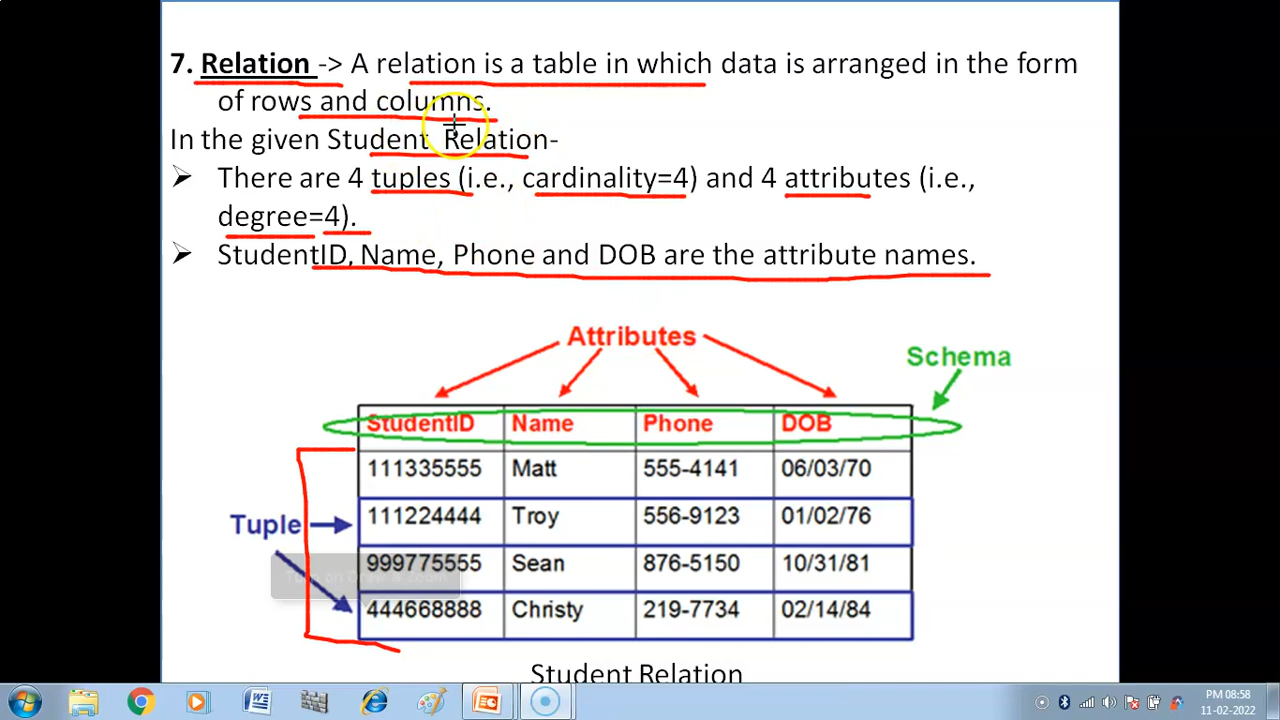 7. Relation -> A relation is a table in which data is arranged in the form
of rows and columns.
In the given Student Relation-
➢ There are 4 tuples (i.e., cardinality=4) and 4 attributes (i.e.,
degree=4).
➢ StudentID, Name, Phone and DOB are the attribute names.
Attributes
Schema
StudentID Name Phone DOB
111335555 Matt 555-4141 06/03/70
Tuple 111224444 Troy 556-9123 01/02/76
999775555 Sean 876-5150 10/31/81
444668888 Christy 219-7734 02/14/84
Student Relation
PM 08:58
11-02-2022